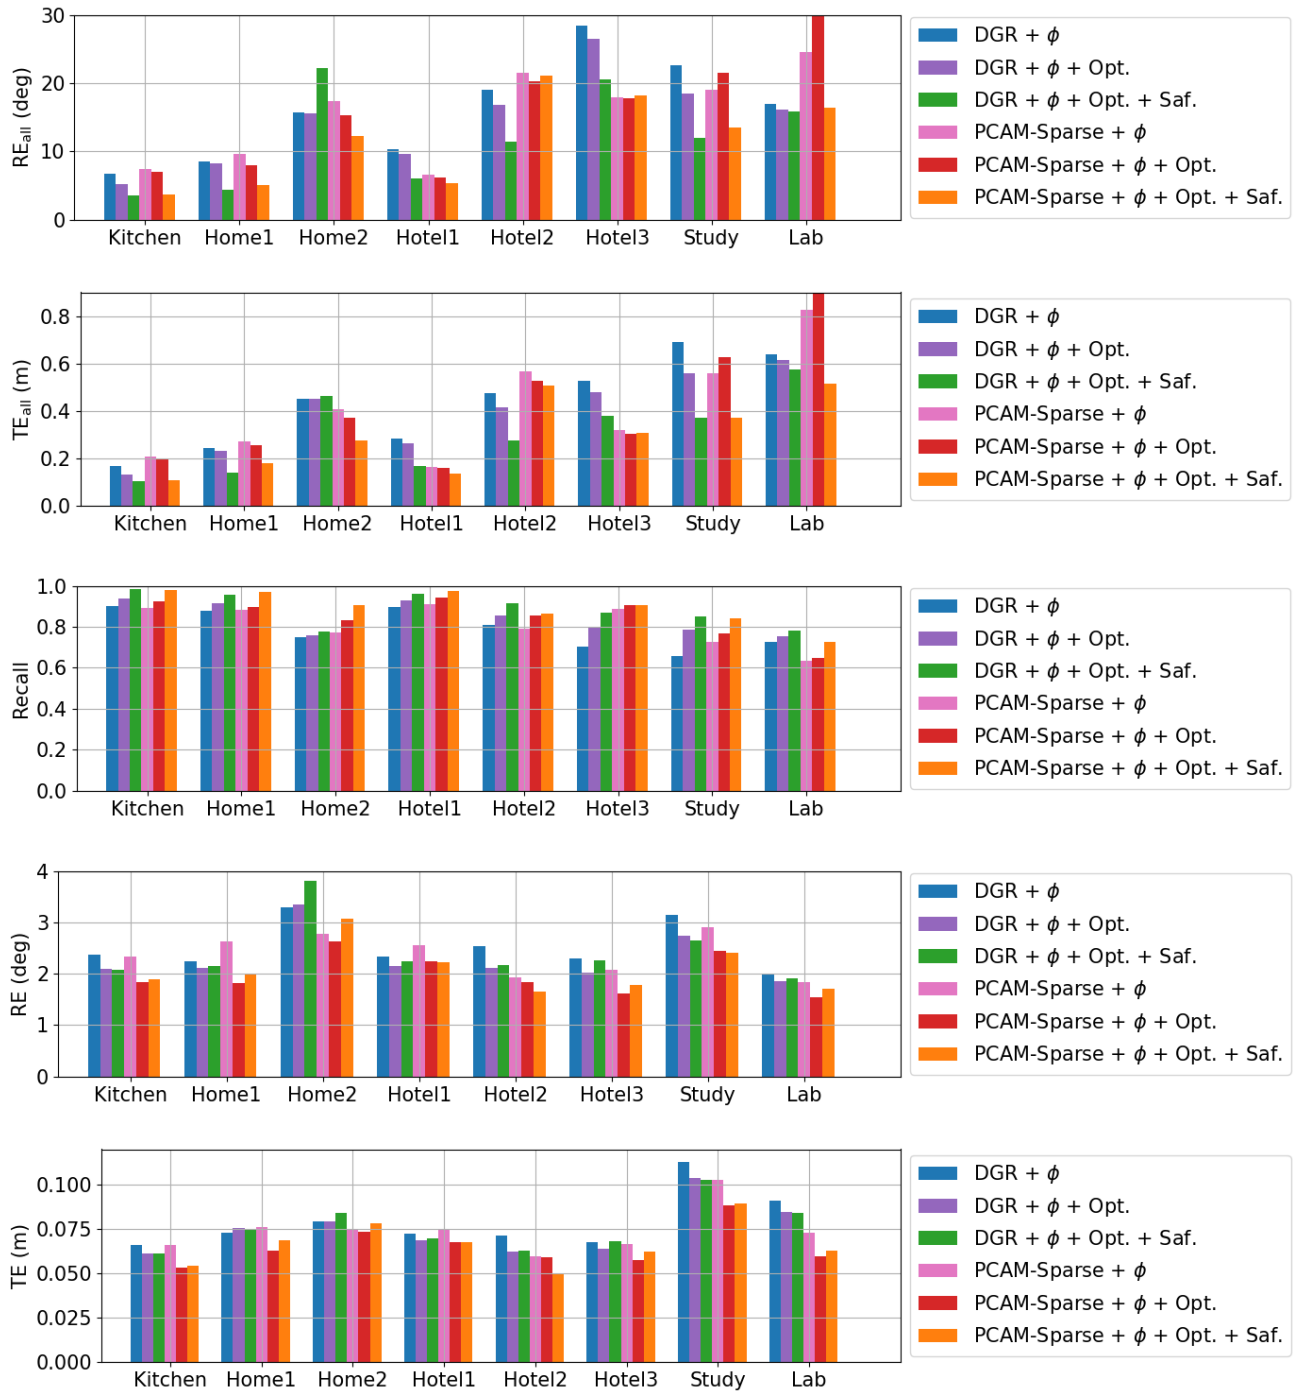 30
20
10
0
RE_all (deg)
Kitchen Home1 Home2 Hotel1 Hotel2 Hotel3 Study Lab
DGR + ϕ
DGR + ϕ + Opt.
DGR + ϕ + Opt. + Saf.
PCAM-Sparse + ϕ
PCAM-Sparse + ϕ + Opt.
PCAM-Sparse + ϕ + Opt. + Saf.
0.8
0.6
0.4
0.2
0.0
TE_all (m)
Kitchen Home1 Home2 Hotel1 Hotel2 Hotel3 Study Lab
DGR + ϕ
DGR + ϕ + Opt.
DGR + ϕ + Opt. + Saf.
PCAM-Sparse + ϕ
PCAM-Sparse + ϕ + Opt.
PCAM-Sparse + ϕ + Opt. + Saf.
1.0
0.8
0.6
0.4
0.2
0.0
Recall
Kitchen Home1 Home2 Hotel1 Hotel2 Hotel3 Study Lab
DGR + ϕ
DGR + ϕ + Opt.
DGR + ϕ + Opt. + Saf.
PCAM-Sparse + ϕ
PCAM-Sparse + ϕ + Opt.
PCAM-Sparse + ϕ + Opt. + Saf.
4
3
2
1
0
RE (deg)
Kitchen Home1 Home2 Hotel1 Hotel2 Hotel3 Study Lab
DGR + ϕ
DGR + ϕ + Opt.
DGR + ϕ + Opt. + Saf.
PCAM-Sparse + ϕ
PCAM-Sparse + ϕ + Opt.
PCAM-Sparse + ϕ + Opt. + Saf.
0.100
0.075
0.050
0.025
0.000
TE (m)
Kitchen Home1 Home2 Hotel1 Hotel2 Hotel3 Study Lab
DGR + ϕ
DGR + ϕ + Opt.
DGR + ϕ + Opt. + Saf.
PCAM-Sparse + ϕ
PCAM-Sparse + ϕ + Opt.
PCAM-Sparse + ϕ + Opt. + Saf.